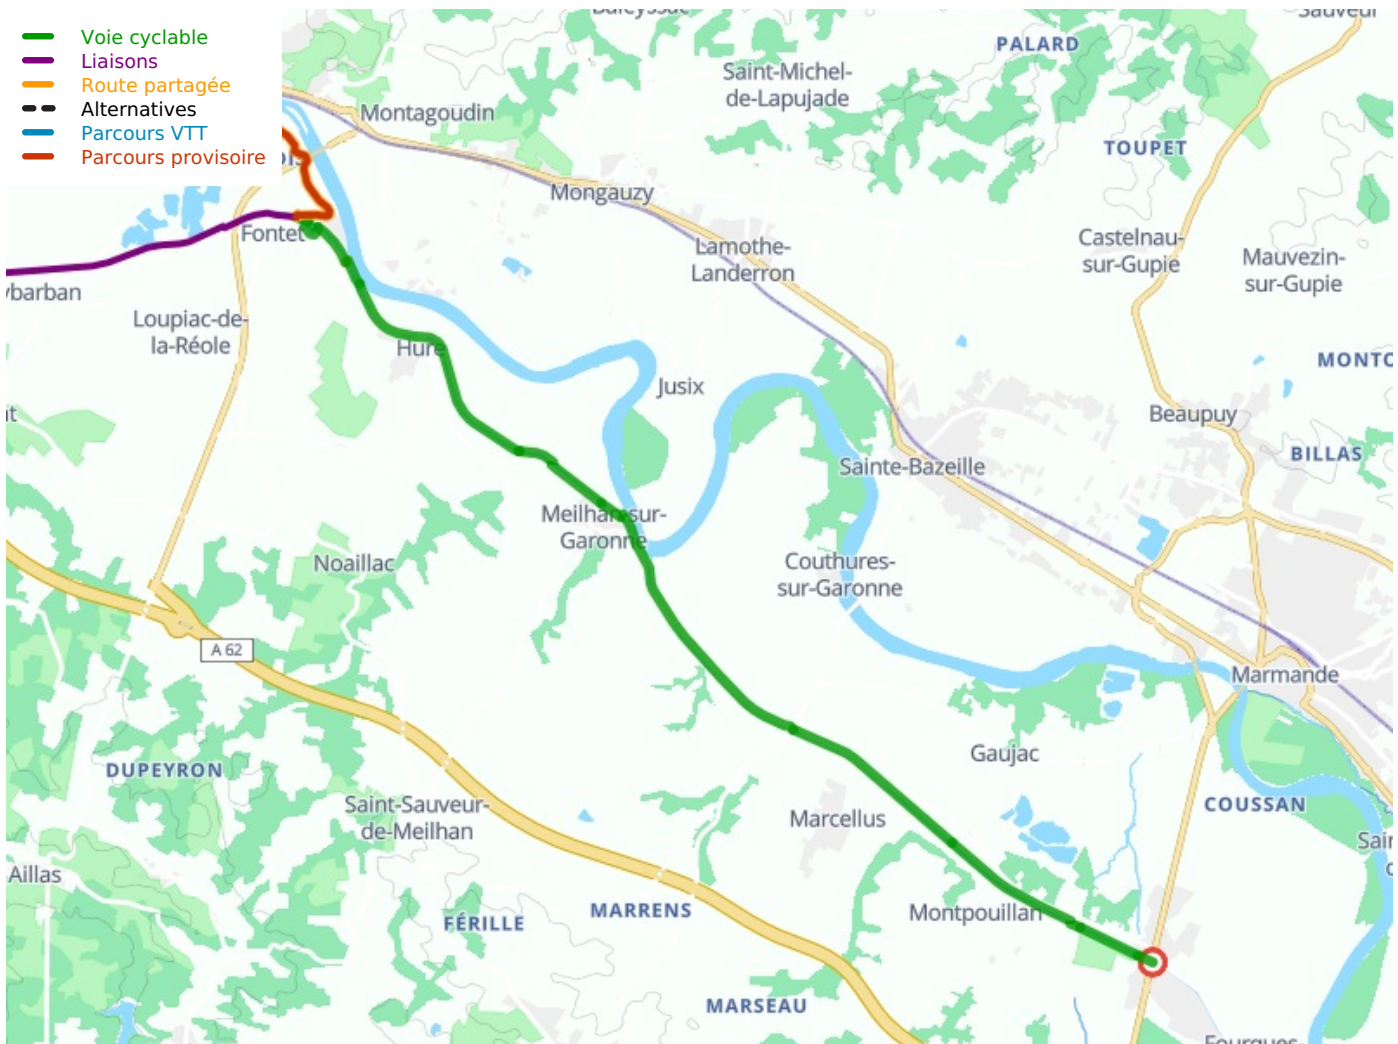 Voie cyclable
Liaisons
Route partagée
Alternatives
Parcours VTT
Parcours provisoire
PALARD
Saint-Michel-
de-Lapujade
Montagoudin
TOUPET
Mongauzy
Fontet
Lamothe-
Landerron
Castelnau-
sur-Gupie
Mauvezin-
sur-Gupie
ybarban
Loupiac-de-
la-Réole
Hure
MONTC
Jusix
Beaupuy
BILLAS
Sainte-Bazeille
Meilhan-sur-
Garonne
Noaillac
Couthures-
sur-Garonne
A 62
Marmande
Gaujac
DUPEYRON
COUSSAN
Saint-Sauveur-
de-Meilhan
Marcellus
Aillas
MARRENS
FÉRILLE
Montpouillan
MARSEAU
Fourques-